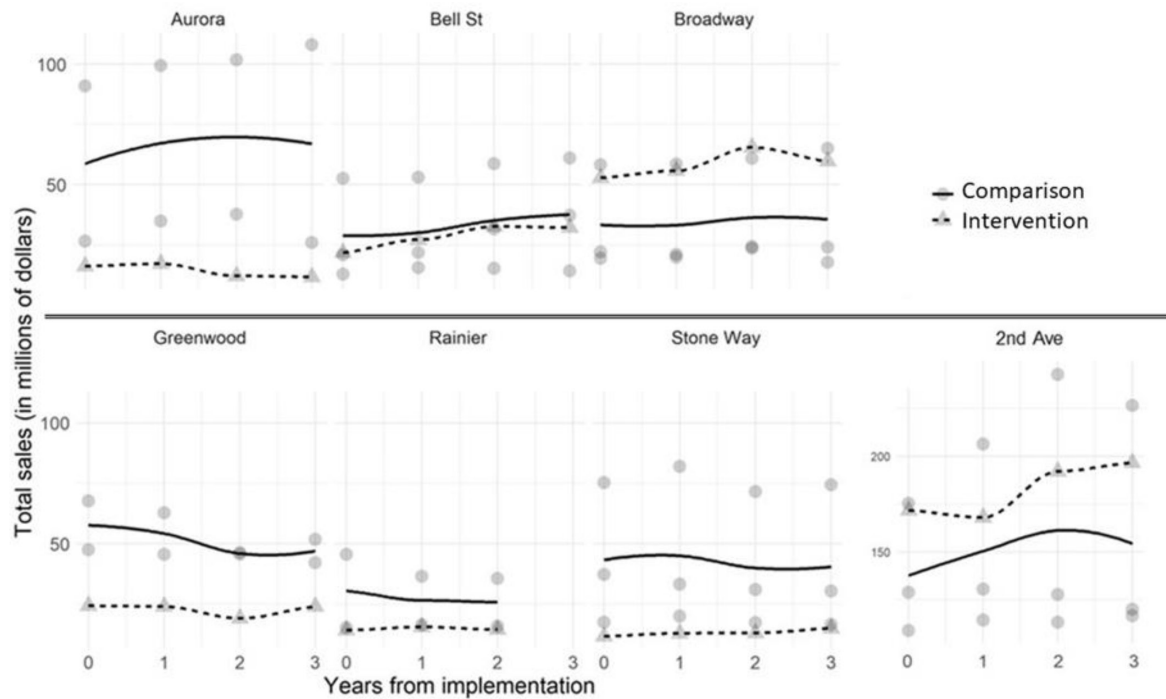 Aurora Bell St Broadway
100
50
Comparison
Intervention
Total sales (in millions of dollars)
Greenwood Rainier Stone Way 2nd Ave
100
50
200
150
0 1 2 3 0 1 2 3 0 1 2 3 0 1 2 3
Years from implementation